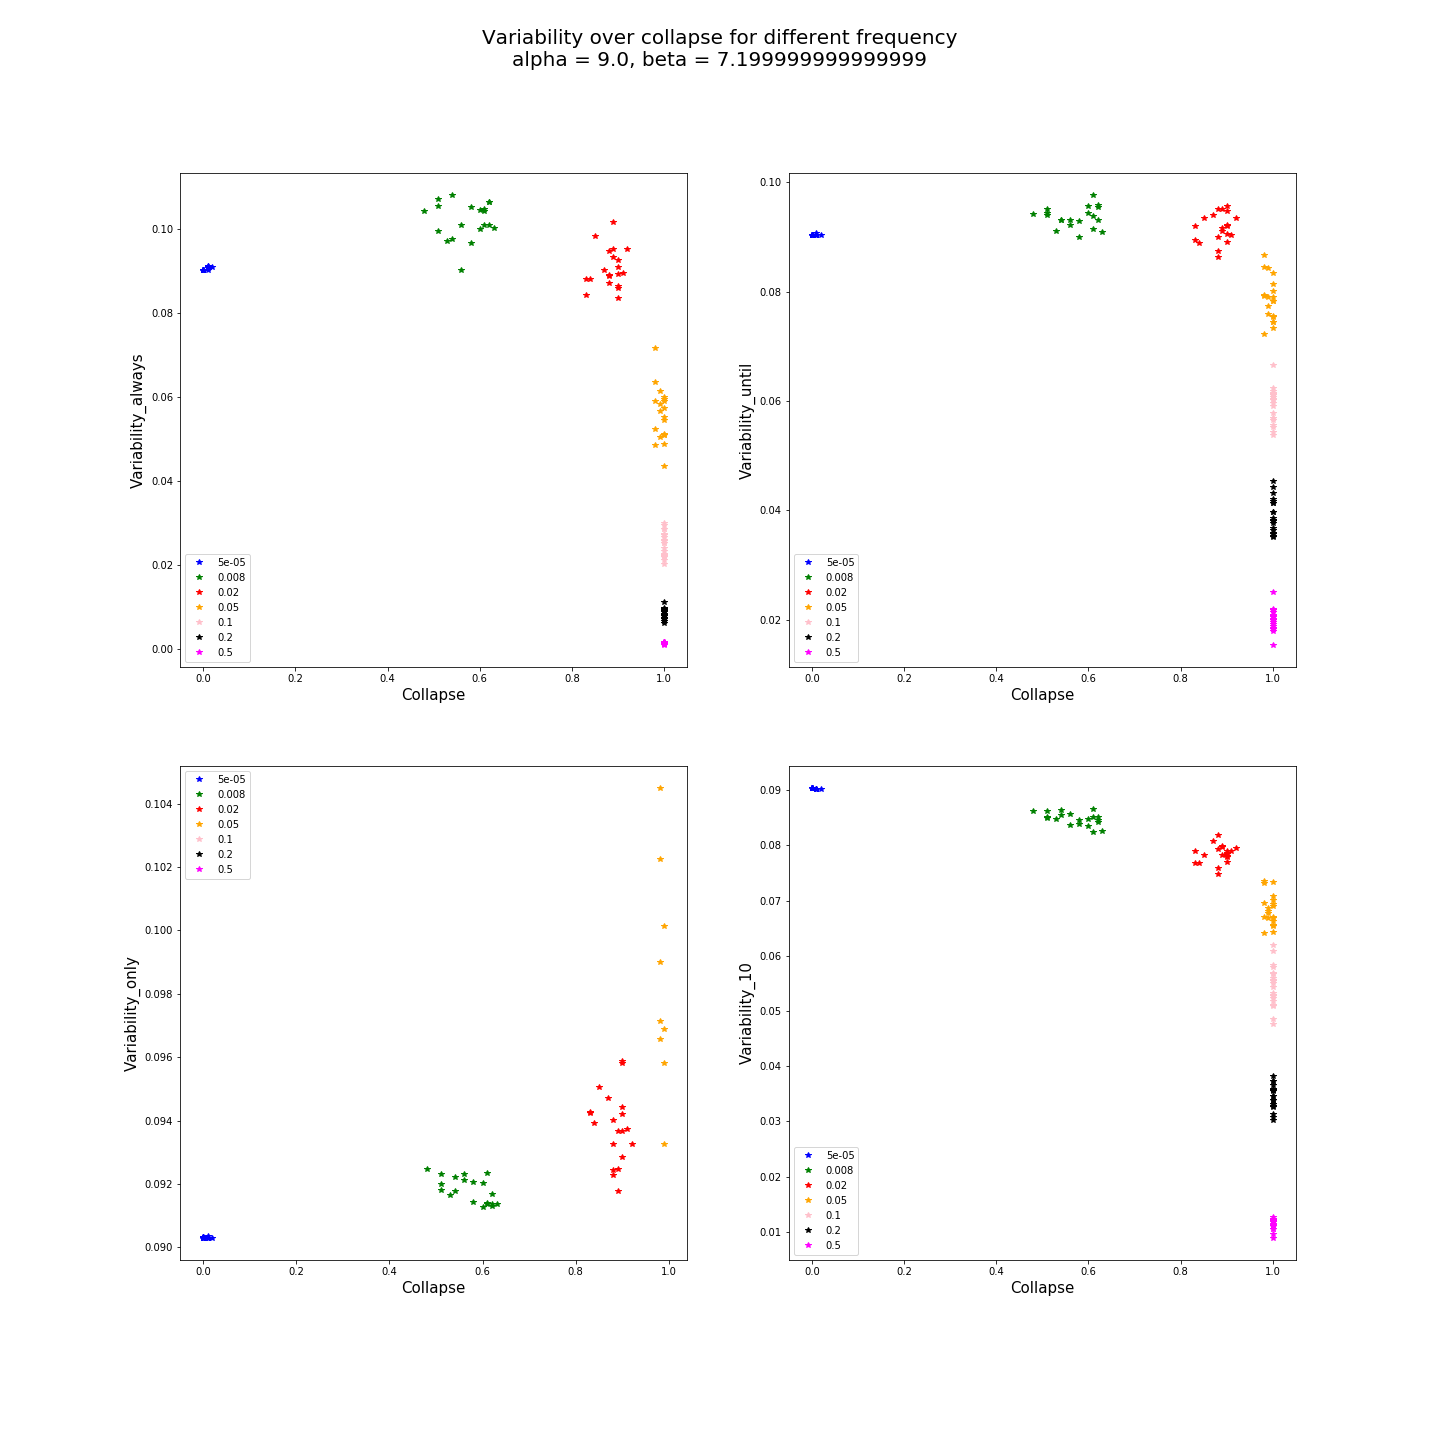 Variability over collapse for different frequency
alpha = 9.0, beta = 7.199999999999999
0.10
0.08
0.06
0.04
0.02
0.00
Variability_always
5e-05
0.008
0.02
0.05
0.1
0.2
0.5
0.0 0.2 0.4 0.6 0.8 1.0
Collapse
0.10
0.08
0.06
0.04
0.02
Variability_until
5e-05
0.008
0.02
0.05
0.1
0.2
0.5
0.0 0.2 0.4 0.6 0.8 1.0
Collapse
0.104
0.102
0.100
0.098
0.096
0.094
0.092
0.090
Variability_only
5e-05
0.008
0.02
0.05
0.1
0.2
0.5
0.0 0.2 0.4 0.6 0.8 1.0
Collapse
0.09
0.08
0.07
0.06
0.05
0.04
0.03
0.02
0.01
Variability_10
5e-05
0.008
0.02
0.05
0.1
0.2
0.5
0.0 0.2 0.4 0.6 0.8 1.0
Collapse